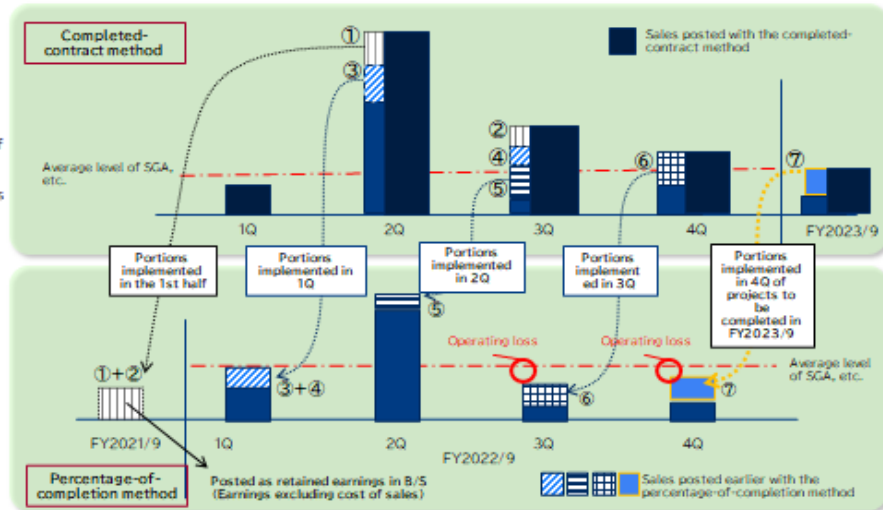 Completed-
contract method
①
③
Sales posted with the completed-
contract method
f
s
Average level of SGA,
etc.
②
④
⑤
⑥
⑦
1Q
2Q
3Q
4Q
FY2023/9
Portions
implemented
in the 1st half
Portions
implemented in
1Q
Portions
implemented
in 2Q
Portions
implement
ed in 3Q
Portions
implemented
in 4Q of
projects to
be
completed in
FY2023/9
⑤
Operating loss
Operating loss
Average level
of SGA, etc.
①+②
③+④
⑥
⑦
FY2021/9
1Q
2Q
3Q
4Q
FY2022/9
Percentage-of-
completion method
Posted as retained earnings in B/S
(Earnings excluding cost of sales)
Sales posted earlier with the
percentage-of-completion method